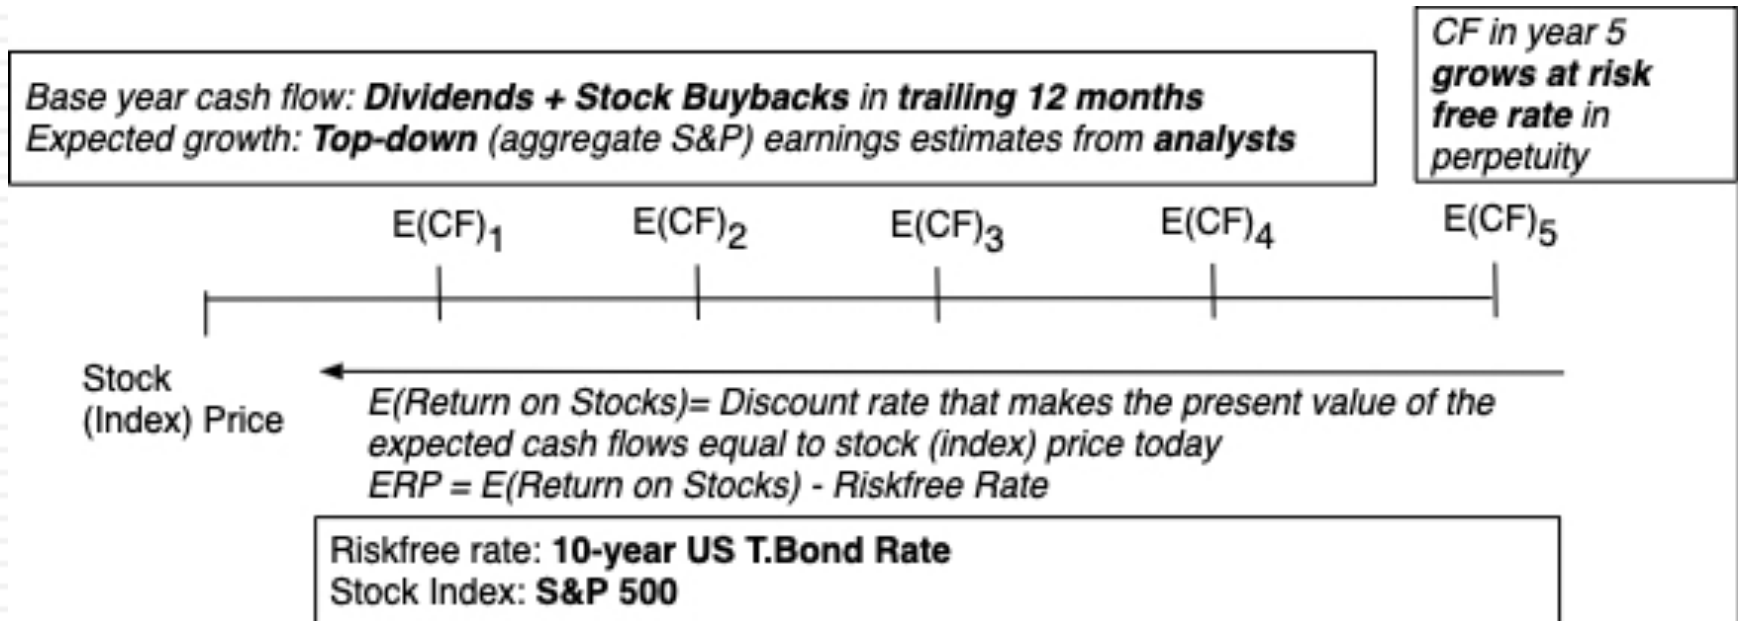 Base year cash flow: Dividends + Stock Buybacks in trailing 12 months
Expected growth: Top-down (aggregate S&P) earnings estimates from analysts
CF in year 5
grows at risk
free rate in
perpetuity
E(CF)1
E(CF)2
E(CF)3
E(CF)4
E(CF)5
Stock
(Index) Price
E(Return on Stocks)= Discount rate that makes the present value of the
expected cash flows equal to stock (index) price today
ERP = E(Return on Stocks) - Riskfree Rate
Riskfree rate: 10-year US T.Bond Rate
Stock Index: S&P 500